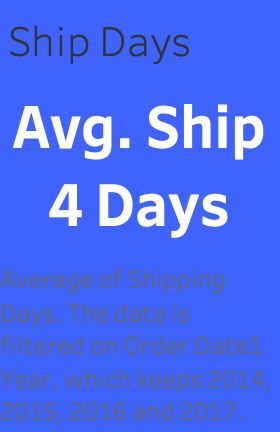 Ship Days
Avg. Ship
4 Days
Average of Shipping
Days. The data is
filtered on Order Date1
Year, which keeps 2014,
2015, 2016 and 2017.